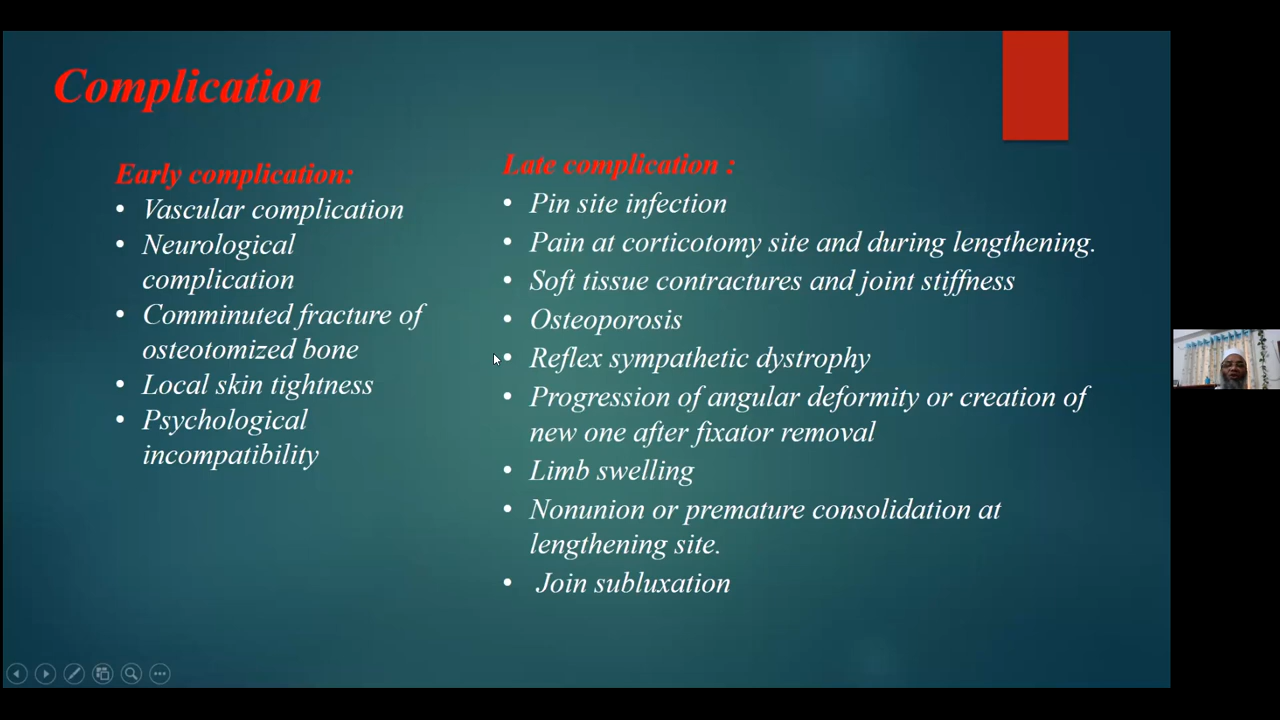 Complication
Early complication:
• Vascular complication
• Neurological
complication
• Comminuted fracture of
osteotomized bone
• Local skin tightness
• Psychological
incompatibility
Late complication :
• Pin site infection
• Pain at corticotomy site and during lengthening.
• Soft tissue contractures and joint stiffness
• Osteoporosis
• Reflex sympathetic dystrophy
• Progression of angular deformity or creation of
new one after fixator removal
• Limb swelling
• Nonunion or premature consolidation at
lengthening site.
• Join subluxation